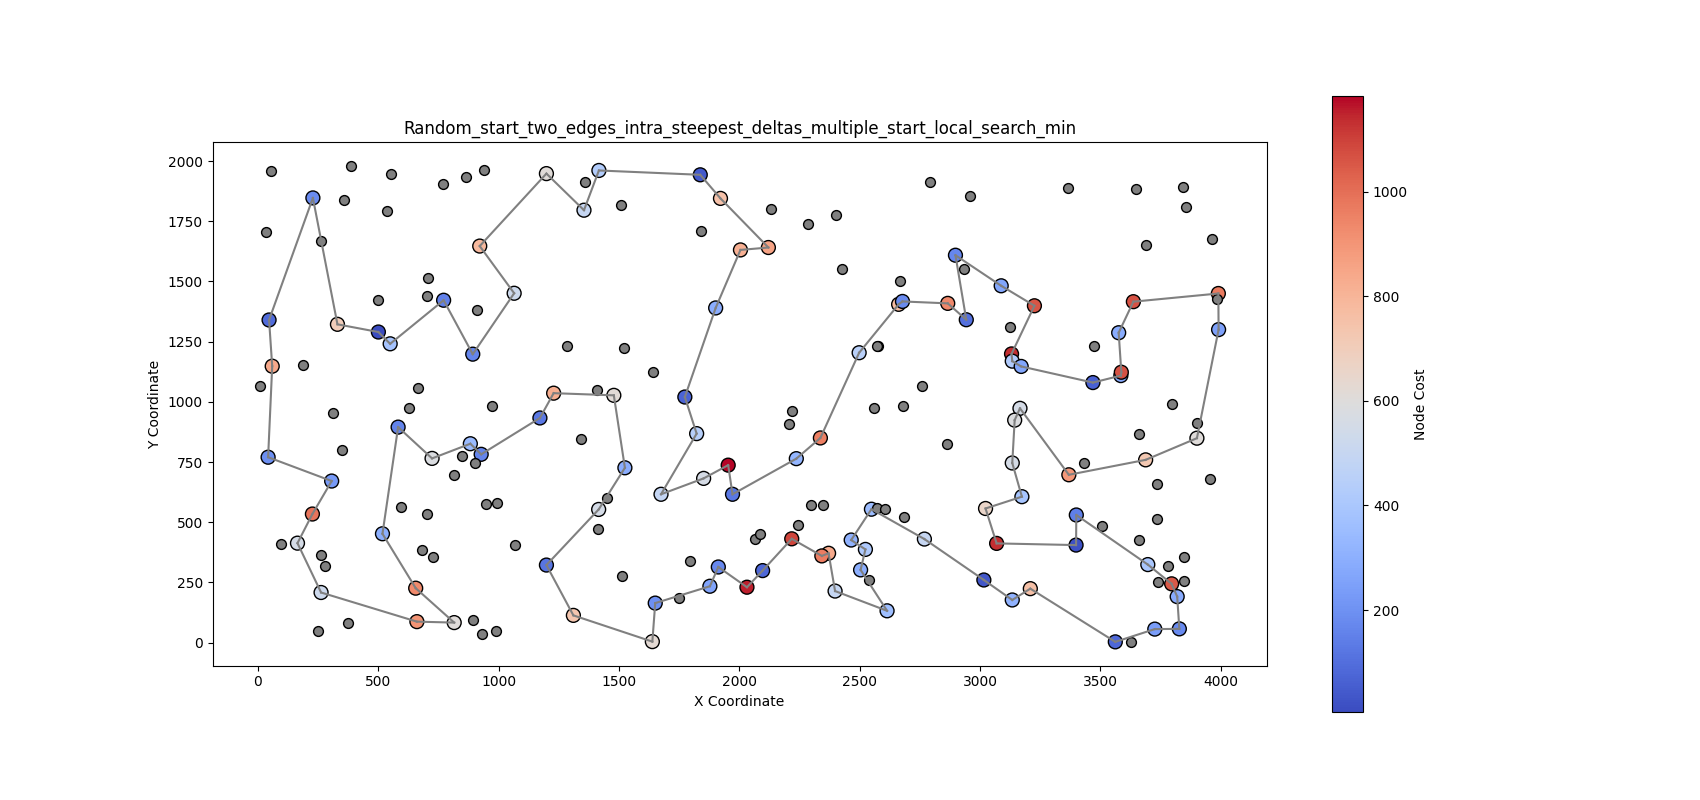 Random_start_two_edges_intra_steepest_deltas_multiple_start_local_search_min
2000
1750
1500
1250
1000
750
500
250
0
Y Coordinate
0 500 1000 1500 2000 2500 3000 3500 4000
X Coordinate
1000
800
600
400
200
Node Cost